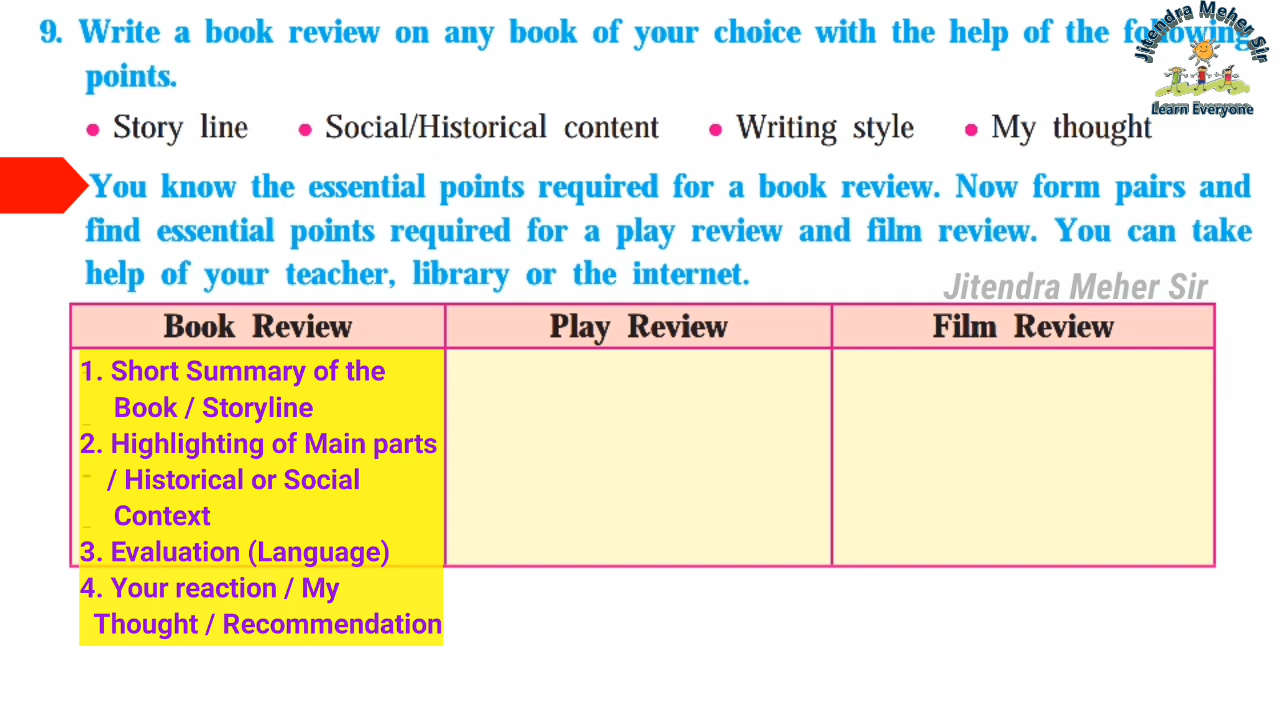 9. Write a book review on any book of your choice with the help of the following
points.
• Story line • Social/Historical content • Writing style • My thought
Jitendra Meher Sir
Learn Everyone
You know the essential points required for a book review. Now form pairs and
find essential points required for a play review and film review. You can take
help of your teacher, library or the internet.
Jitendra Meher Sir
Book Review Play Review Film Review
1. Short Summary of the
Book / Storyline
2. Highlighting of Main parts
/ Historical or Social
Context
3. Evaluation (Language)
4. Your reaction / My
Thought / Recommendation